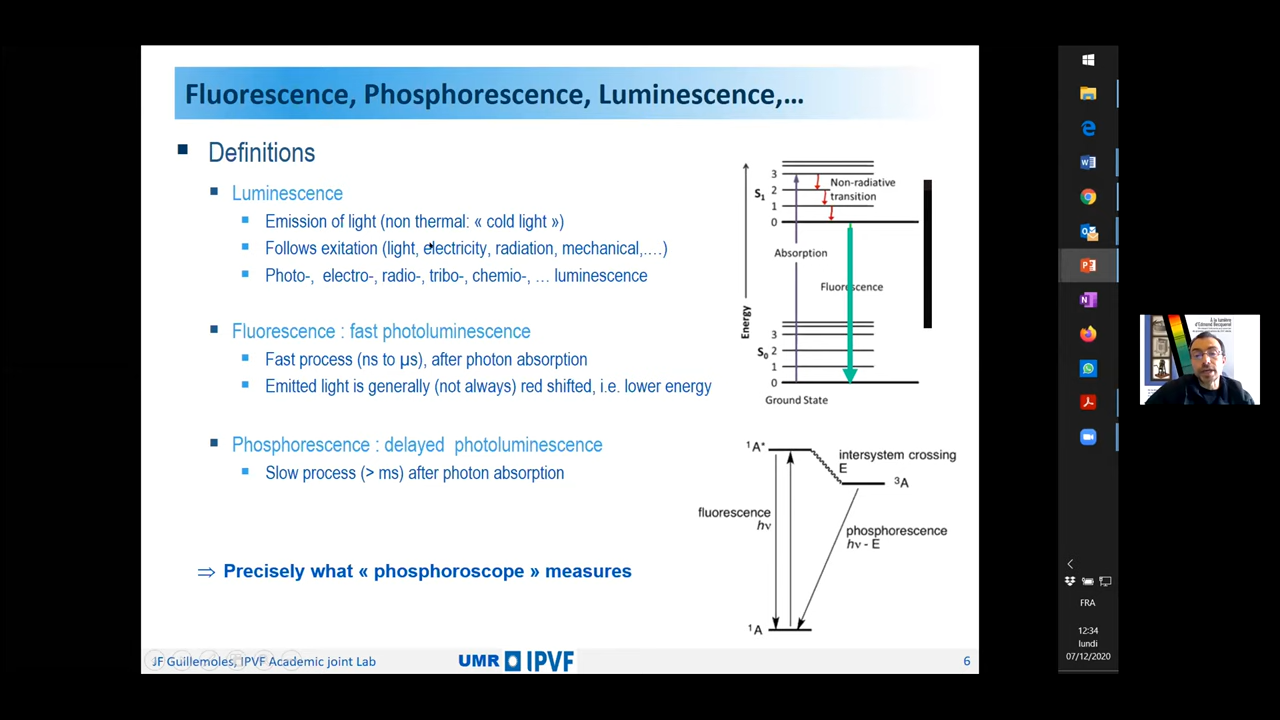 Fluorescence, Phosphorescence, Luminescence,…
Definitions
Luminescence
Emission of light (non thermal: « cold light »)
Follows exitation (light, electricity, radiation, mechanical,….)
Photo-, electro-, radio-, tribo-, chemio-, … luminescence
Fluorescence : fast photoluminescence
Fast process (ns to µs), after photon absorption
Emitted light is generally (not always) red shifted, i.e. lower energy
Phosphorescence : delayed photoluminescence
Slow process (> ms) after photon absorption
⇒ Precisely what « phosphoroscope » measures
3
2
1
0
S1
Non-radiative
transition
Absorption
Fluorescence
Energy
3
2
1
0
S0
Ground State
1A*
intersystem crossing
E
3A
fluorescence
hν
phosphorescence
hν - E
1A
JF Guillemoles, IPVF Academic joint Lab
UMR IPVF
6
FRA
12:34
lundi
07/12/2020
À la lumière
d'Edmond Becquerel